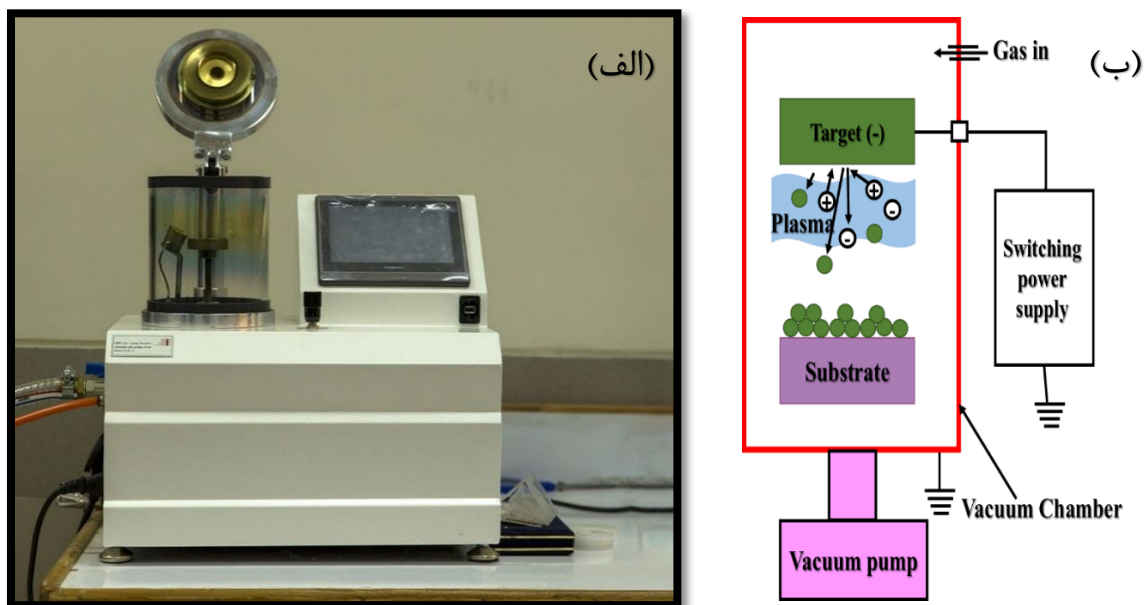 (الف)
(ب)
Gas in
Target (-)
+
+
-
Plasma
-
Switching
power
supply
Substrate
Vacuum Chamber
Vacuum pump